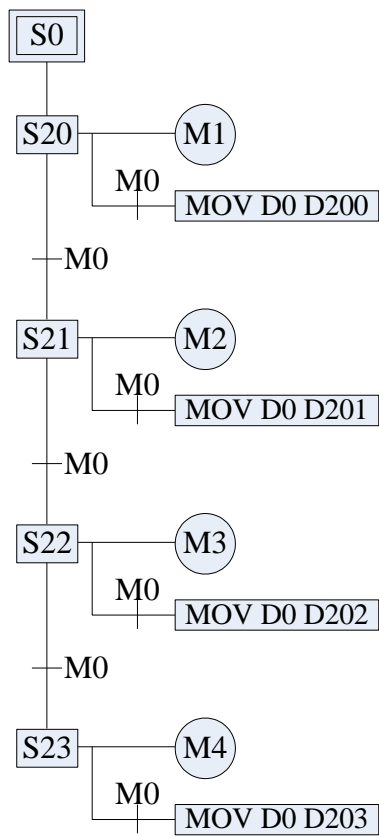 S0
S20 M1
M0
MOV D0 D200
M0
S21 M2
M0
MOV D0 D201
M0
S22 M3
M0
MOV D0 D202
M0
S23 M4
M0
MOV D0 D203